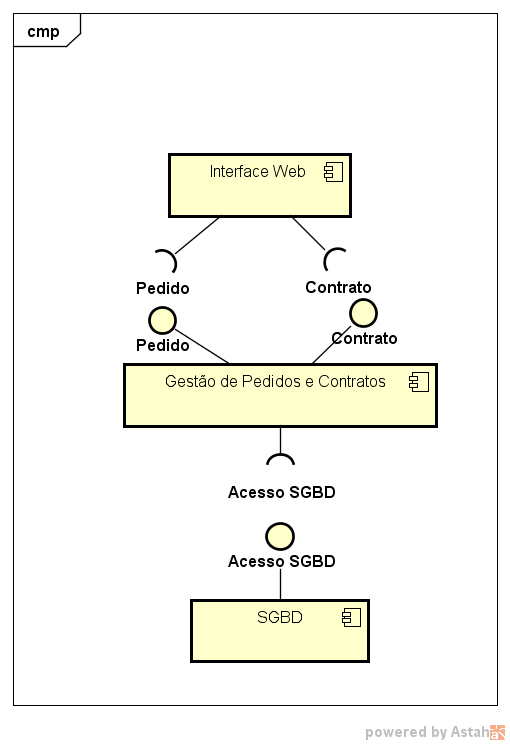 cmp
Interface Web
Pedido
Contrato
Pedido
Contrato
Gestão de Pedidos e Contratos
Acesso SGBD
Acesso SGBD
SGBD
powered by Astah